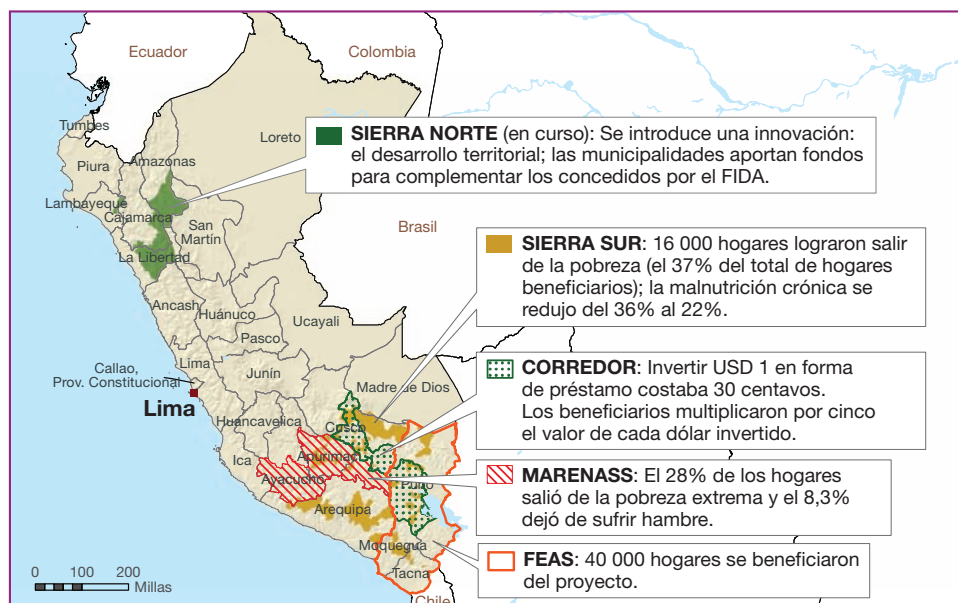 Ecuador
Colombia
Tumbes
Piura
Amazonas
Loreto
SIERRA NORTE (en curso): Se introduce una innovación:
el desarrollo territorial; las municipalidades aportan fondos
para complementar los concedidos por el FIDA.
Lambayeque
Cajamarca
San
Martín
La Libertad
Brasil
SIERRA SUR: 16 000 hogares lograron salir
de la pobreza (el 37% del total de hogares
beneficiarios); la malnutrición crónica se
redujo del 36% al 22%.
Ancash
Huánuco
Ucayali
Pasco
Callao,
Prov. Constitucional
Lima
Junín
Madre de Dios
Lima
CORREDOR: Invertir USD 1 en forma
de préstamo costaba 30 centavos.
Los beneficiarios multiplicaron por cinco
el valor de cada dólar invertido.
Huancavelica
Cusco
Ica
Apurimac
Ayacucho
Puno
MARENASS: El 28% de los hogares
salió de la pobreza extrema y el 8,3%
dejó de sufrir hambre.
Arequipa
Moquegua
FEAS: 40 000 hogares se beneficiaron
del proyecto.
Tacna
0 100 200
Millas
Chile